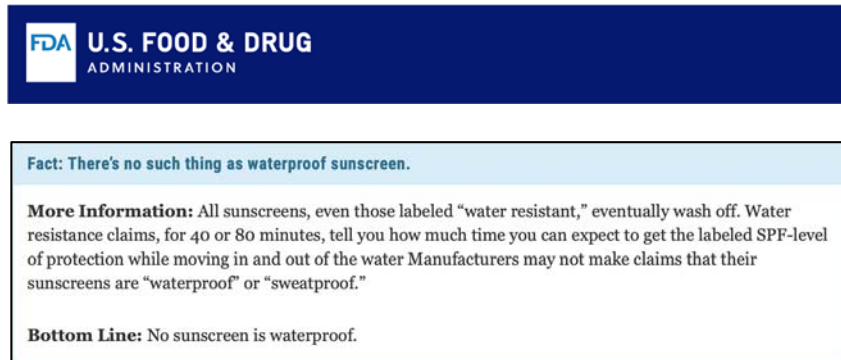 FDA U.S. FOOD & DRUG
ADMINISTRATION
Fact: There's no such thing as waterproof sunscreen.
More Information: All sunscreens, even those labeled “water resistant,” eventually wash off. Water
resistance claims, for 40 or 80 minutes, tell you how much time you can expect to get the labeled SPF-level
of protection while moving in and out of the water Manufacturers may not make claims that their
sunscreens are “waterproof” or “sweatproof.”
Bottom Line: No sunscreen is waterproof.